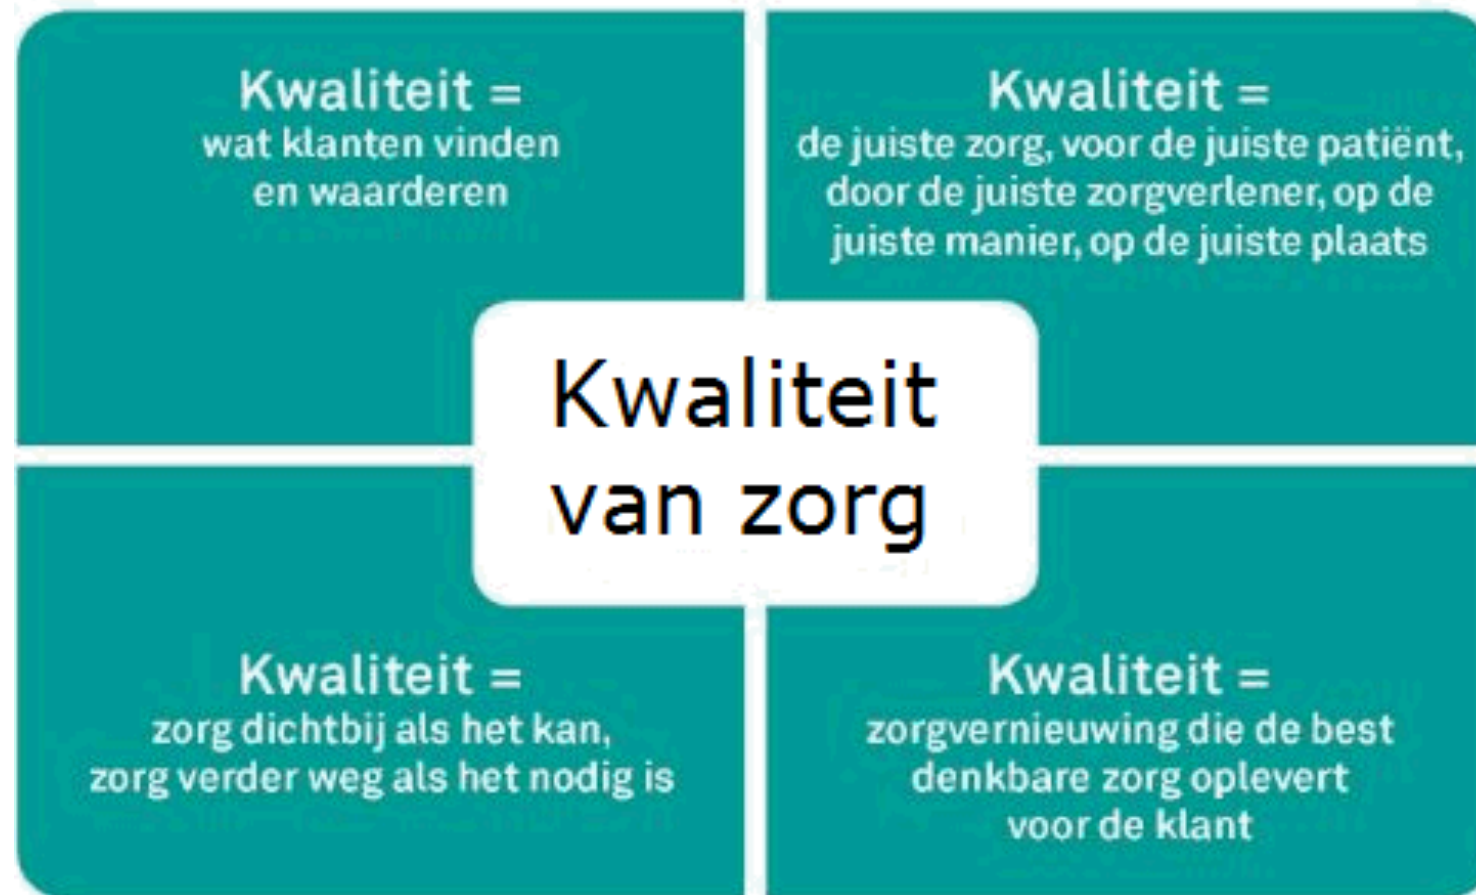 Kwaliteit =
wat klanten vinden
en waarderen
Kwaliteit =
de juiste zorg, voor de juiste patiënt,
door de juiste zorgverlener, op de
juiste manier, op de juiste plaats
Kwaliteit
van zorg
Kwaliteit =
zorg dichtbij als het kan,
zorg verder weg als het nodig is
Kwaliteit =
zorgvernieuwing die de best
denkbare zorg oplevert
voor de klant